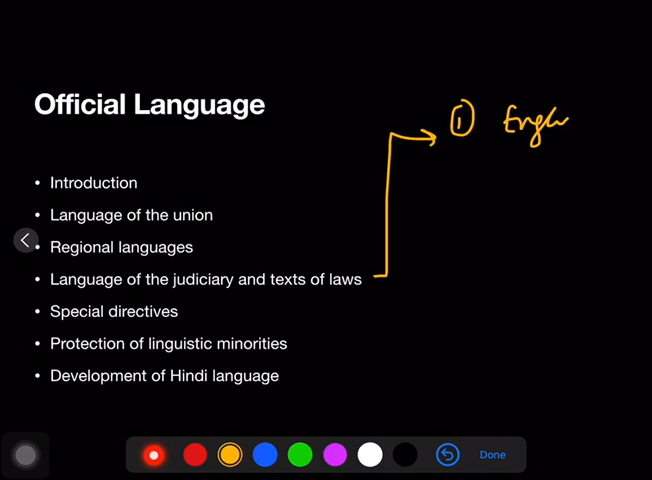 Official Language
① Engl
• Introduction
• Language of the union
• Regional languages
• Language of the judiciary and texts of laws
• Special directives
• Protection of linguistic minorities
• Development of Hindi language
Done